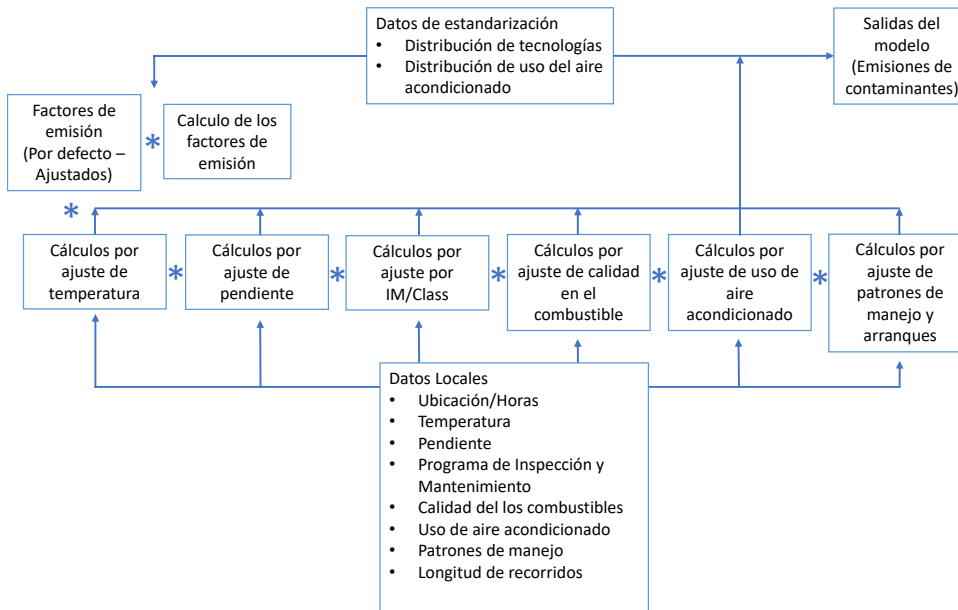 Datos de estandarización
• Distribución de tecnologías
• Distribución de uso del aire
acondicionado
Salidas del
modelo
(Emisiones de
contaminantes)
Factores de
emisión
(Por defecto –
Ajustados)
*
Calculo de los
factores de
emisión
*
Cálculos por
ajuste de
temperatura
*
Cálculos por
ajuste de
pendiente
*
Cálculos por
ajuste por
IM/Class
*
Cálculos por
ajuste de calidad
en el
combustible
*
Cálculos por
ajuste de uso de
aire
acondicionado
*
Cálculos por
ajuste de
patrones de
manejo y
arranques
Datos Locales
• Ubicación/Horas
• Temperatura
• Pendiente
• Programa de Inspección y
Mantenimiento
• Calidad del los combustibles
• Uso de aire acondicionado
• Patrones de manejo
• Longitud de recorridos